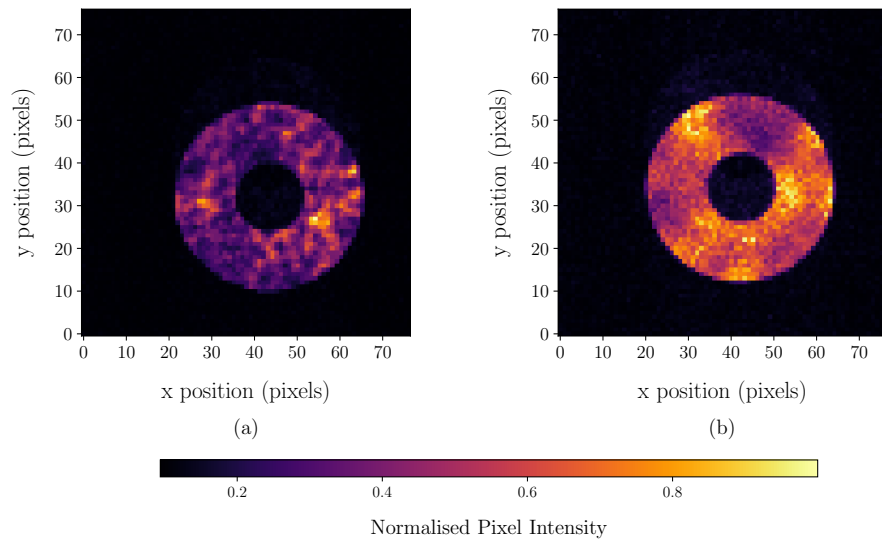 70
60
50
40
30
20
10
0
y position (pixels)
0 10 20 30 40 50 60 70
x position (pixels)
(a)
70
60
50
40
30
20
10
0
y position (pixels)
0 10 20 30 40 50 60 70
x position (pixels)
(b)
0.2 0.4 0.6 0.8
Normalised Pixel Intensity